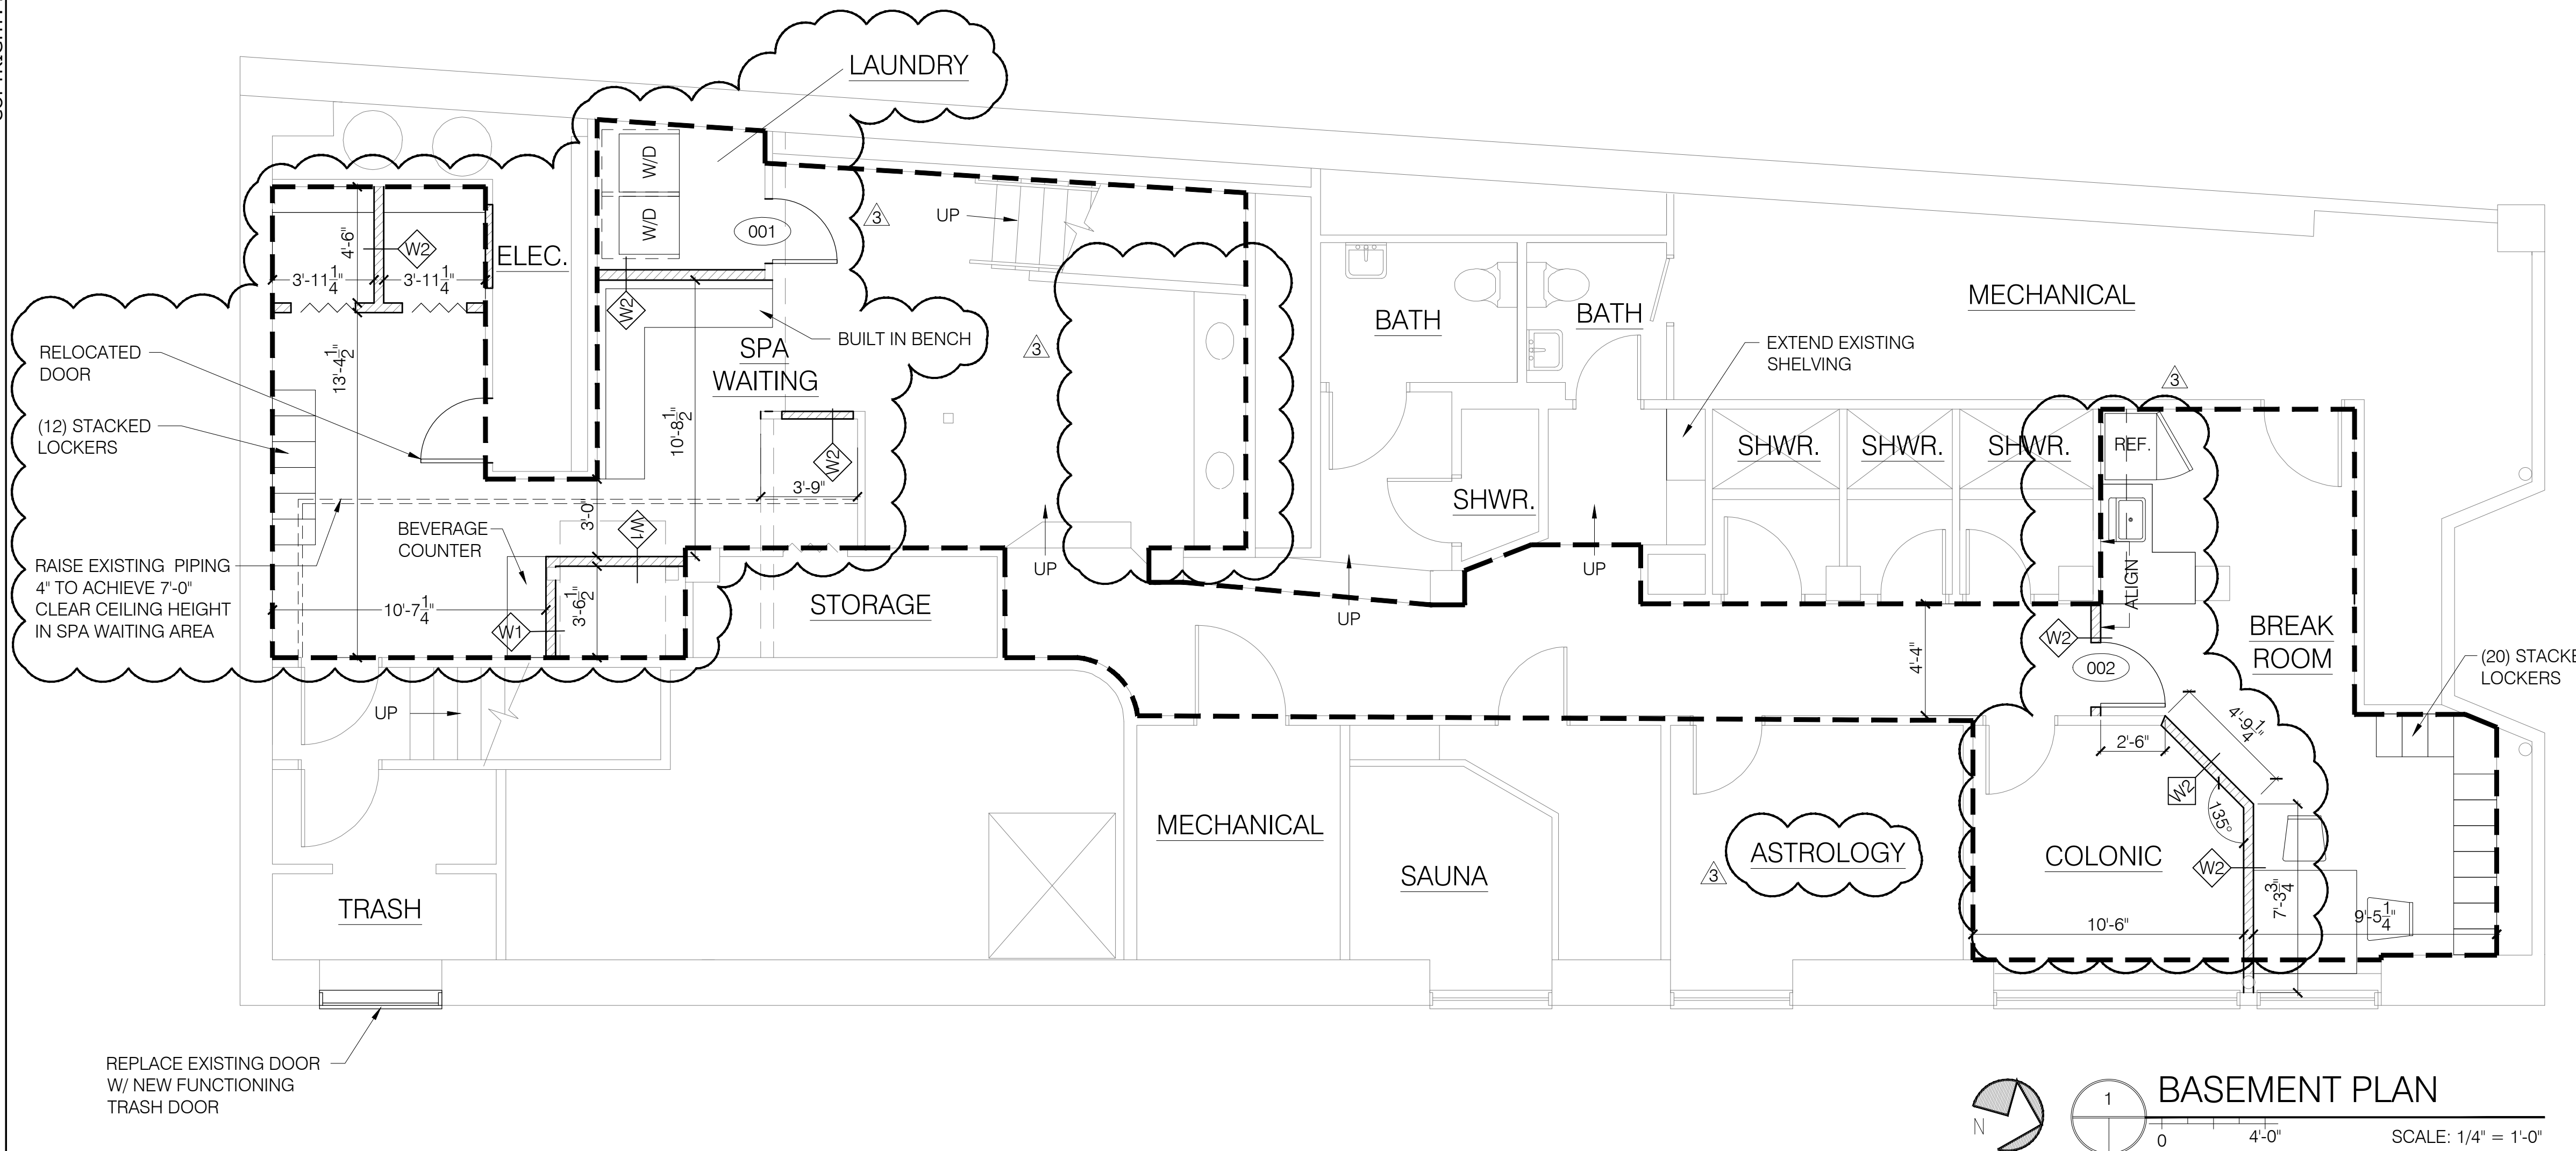 LAUNDRY
W/D
W/D
001
3
UP
4'-6"
W2
ELEC.
3'-11 1/4"
3'-11 1/4"
W2
BATH
BATH
MECHANICAL
SPA
WAITING
BUILT IN BENCH
3
EXTEND EXISTING
SHELVING
RELOCATED
DOOR
13'-4 1/2"
3
(12) STACKED
LOCKERS
10'-8 1/2"
W2
3'-9"
SHWR.
SHWR.
SHWR.
SHWR.
REF.
3'-0"
W1
BEVERAGE
COUNTER
RAISE EXISTING PIPING
4" TO ACHIEVE 7'-0"
CLEAR CEILING HEIGHT
IN SPA WAITING AREA
10'-7 1/4"
W1
3'-6 1/2"
STORAGE
UP
UP
UP
ALIGN
W2
002
4'-4"
BREAK
ROOM
(20) STACKE
LOCKERS
UP
2'-6"
4'-9 1/4"
W2
135°
MECHANICAL
SAUNA
3
ASTROLOGY
COLONIC
W2
7'-3 3/4"
10'-6"
9'-5 1/4"
TRASH
REPLACE EXISTING DOOR
W/ NEW FUNCTIONING
TRASH DOOR
N
1
BASEMENT PLAN
0
4'-0"
SCALE: 1/4" = 1'-0"